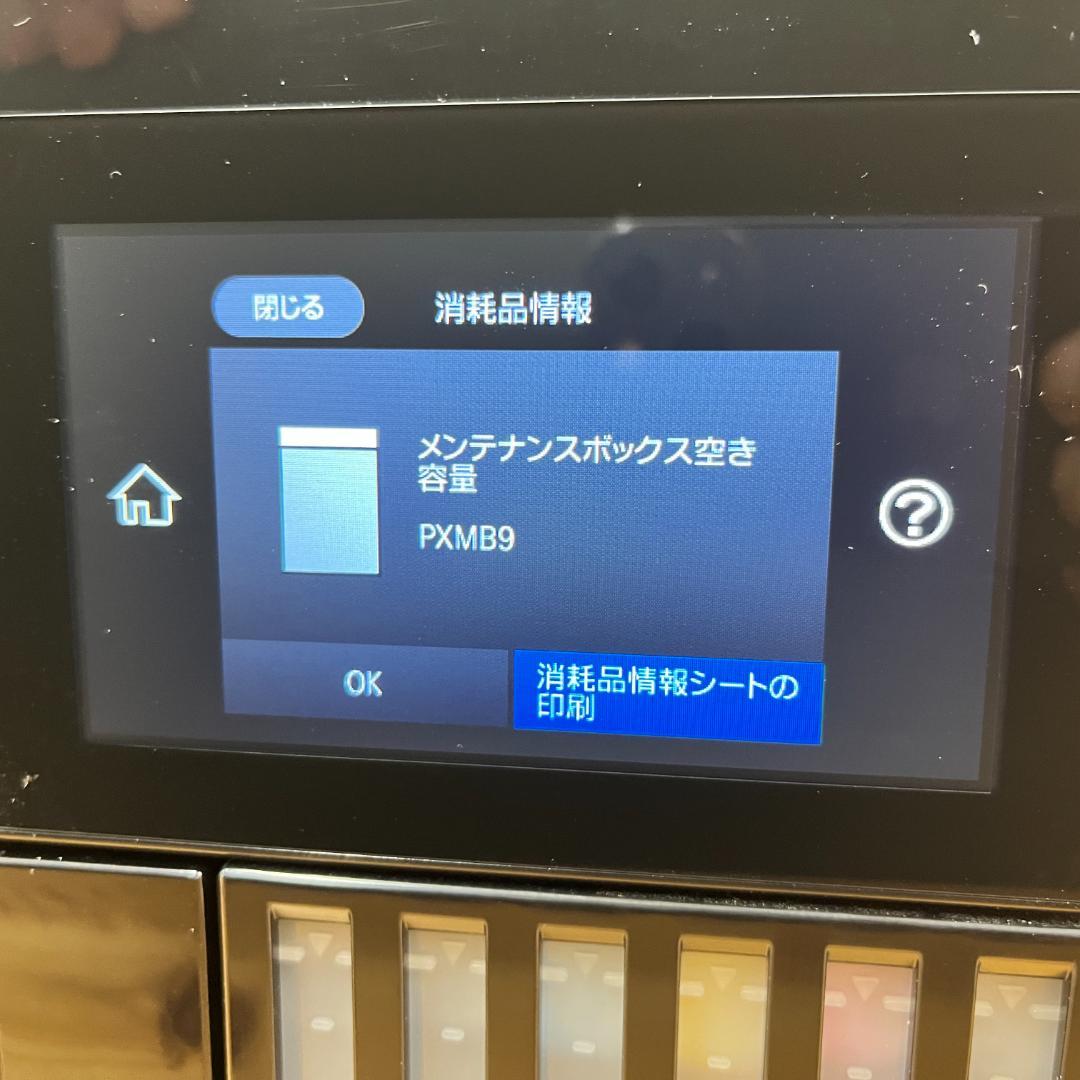 閉じる
消耗品情報
メンテナンスボックス空き
容量
PXMB9
OK
消耗品情報シートの
印刷